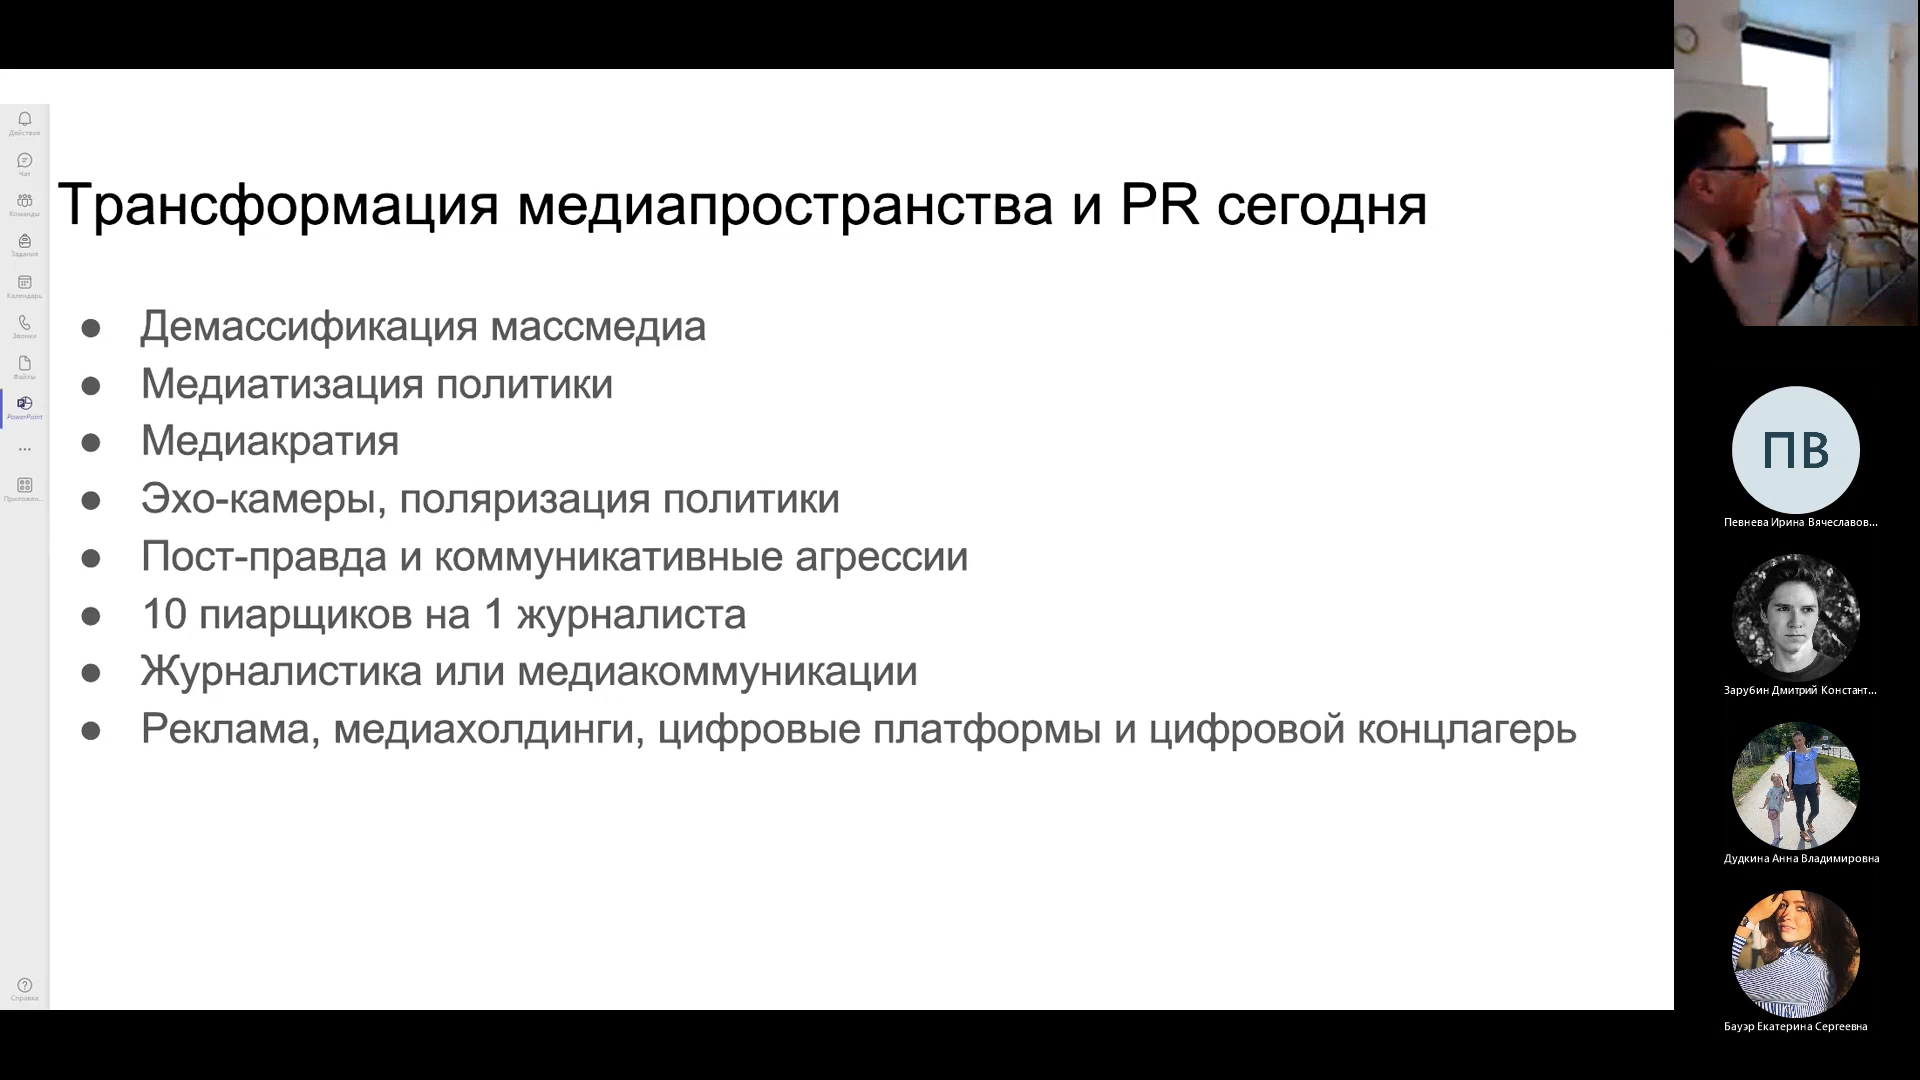 Действия
Чат
Команды
Задания
Календарь
Звонки
Файлы
PowerPoint
Приложен...
Справка
Трансформация медиапространства и PR сегодня
● Демассификация массмедиа
● Медиатизация политики
● Медиакратия
● Эхо-камеры, поляризация политики
● Пост-правда и коммуникативные агрессии
● 10 пиарщиков на 1 журналиста
● Журналистика или медиакоммуникации
● Реклама, медиахолдинги, цифровые платформы и цифровой концлагерь
ПВ
Певнева Ирина Вячеславов...
Зарубин Дмитрий Констант...
Дудкина Анна Владимировна
Бауэр Екатерина Сергеевна